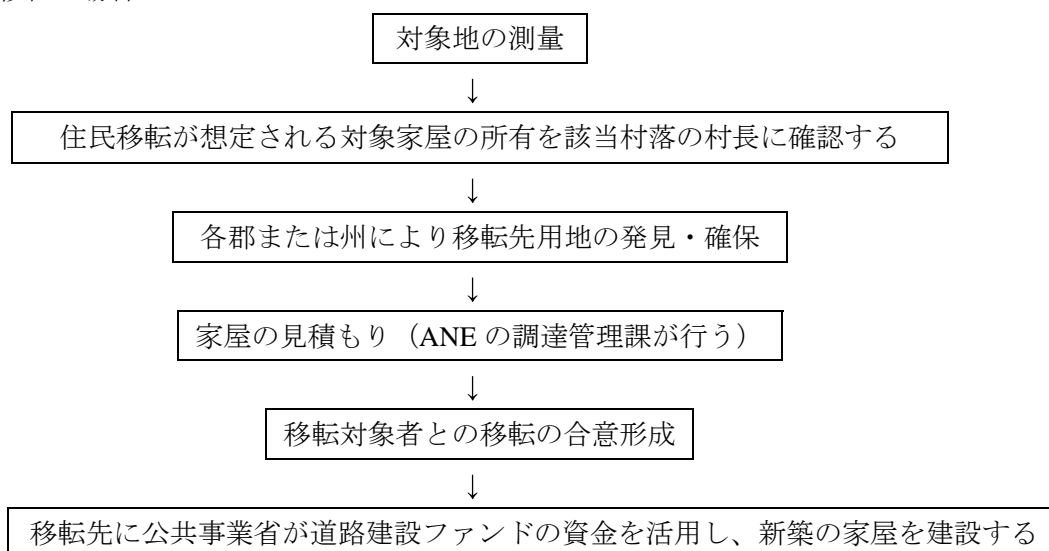 対象地の測量
↓
住民移転が想定される対象家屋の所有を該当村落の村長に確認する
↓
各郡または州により移転先用地の発見・確保
↓
家屋の見積もり（ANE の調達管理課が行う）
↓
移転対象者との移転の合意形成
↓
移転先に公共事業省が道路建設ファンドの資金を活用し、新築の家屋を建設する